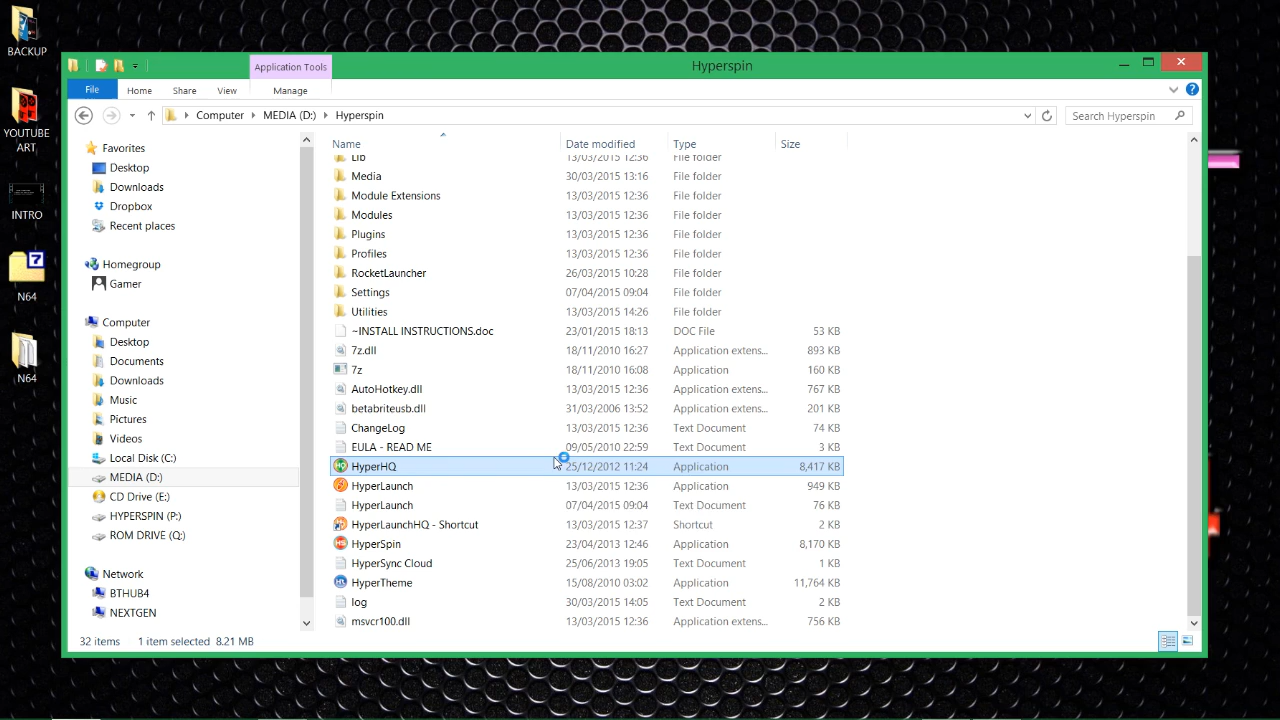 BACKUP
YOUTUBE
ART
INTRO
7
N64
N64
Application Tools
Hyperspin
File
Home
Share
View
Manage
Computer
MEDIA (D:)
Hyperspin
Search Hyperspin
Favorites
Desktop
Downloads
Dropbox
Recent places
Homegroup
Gamer
Computer
Desktop
Documents
Downloads
Music
Pictures
Videos
Local Disk (C:)
MEDIA (D:)
CD Drive (E:)
HYPERSPIN (P:)
ROM DRIVE (Q:)
Network
BTHUB4
NEXTGEN
Name Date modified Type Size
Lib 13/03/2015 12:36 File folder
Media 30/03/2015 13:16 File folder
Module Extensions 13/03/2015 12:36 File folder
Modules 13/03/2015 12:36 File folder
Plugins 13/03/2015 12:36 File folder
Profiles 13/03/2015 12:36 File folder
RocketLauncher 26/03/2015 10:28 File folder
Settings 07/04/2015 09:04 File folder
Utilities 13/03/2015 14:26 File folder
~INSTALL INSTRUCTIONS.doc 23/01/2015 18:13 DOC File 53 KB
7z.dll 18/11/2010 16:27 Application extens... 893 KB
7z 18/11/2010 16:08 Application 160 KB
AutoHotkey.dll 13/03/2015 12:36 Application extens... 767 KB
betabriteusb.dll 31/03/2006 13:52 Application extens... 201 KB
ChangeLog 13/03/2015 12:36 Text Document 74 KB
EULA - READ ME 09/05/2010 22:59 Text Document 3 KB
HyperHQ 25/12/2012 11:24 Application 8,417 KB
HyperLaunch 13/03/2015 12:36 Application 949 KB
HyperLaunch 07/04/2015 09:04 Text Document 76 KB
HyperLaunchHQ - Shortcut 13/03/2015 12:37 Shortcut 2 KB
HyperSpin 23/04/2013 12:46 Application 8,170 KB
HyperSync Cloud 25/06/2013 19:05 Text Document 1 KB
HyperTheme 15/08/2010 03:02 Application 11,764 KB
log 30/03/2015 14:05 Text Document 2 KB
msvcr100.dll 13/03/2015 12:36 Application extens... 756 KB
32 items 1 item selected 8.21 MB